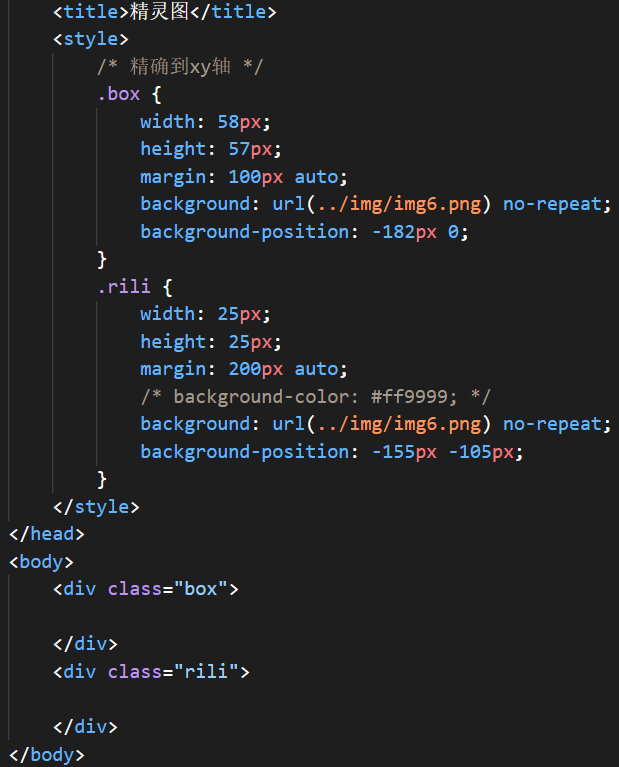 <title>精灵图</title>
<style>
/* 精确到xy轴 */
.box {
width: 58px;
height: 57px;
margin: 100px auto;
background: url(../img/img6.png) no-repeat;
background-position: -182px 0;
}
.rili {
width: 25px;
height: 25px;
margin: 200px auto;
/* background-color: #ff9999; */
background: url(../img/img6.png) no-repeat;
background-position: -155px -105px;
}
</style>
</head>
<body>
<div class="box">
</div>
<div class="rili">
</div>
</body>